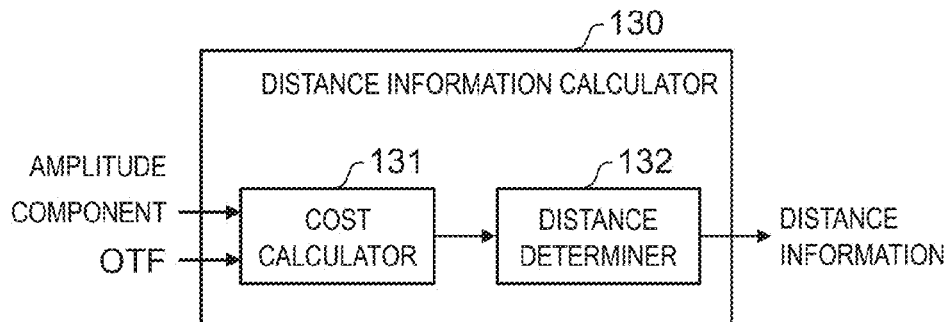 130
DISTANCE INFORMATION CALCULATOR
AMPLITUDE
COMPONENT
OTF
131
COST
CALCULATOR
132
DISTANCE
DETERMINER
DISTANCE
INFORMATION